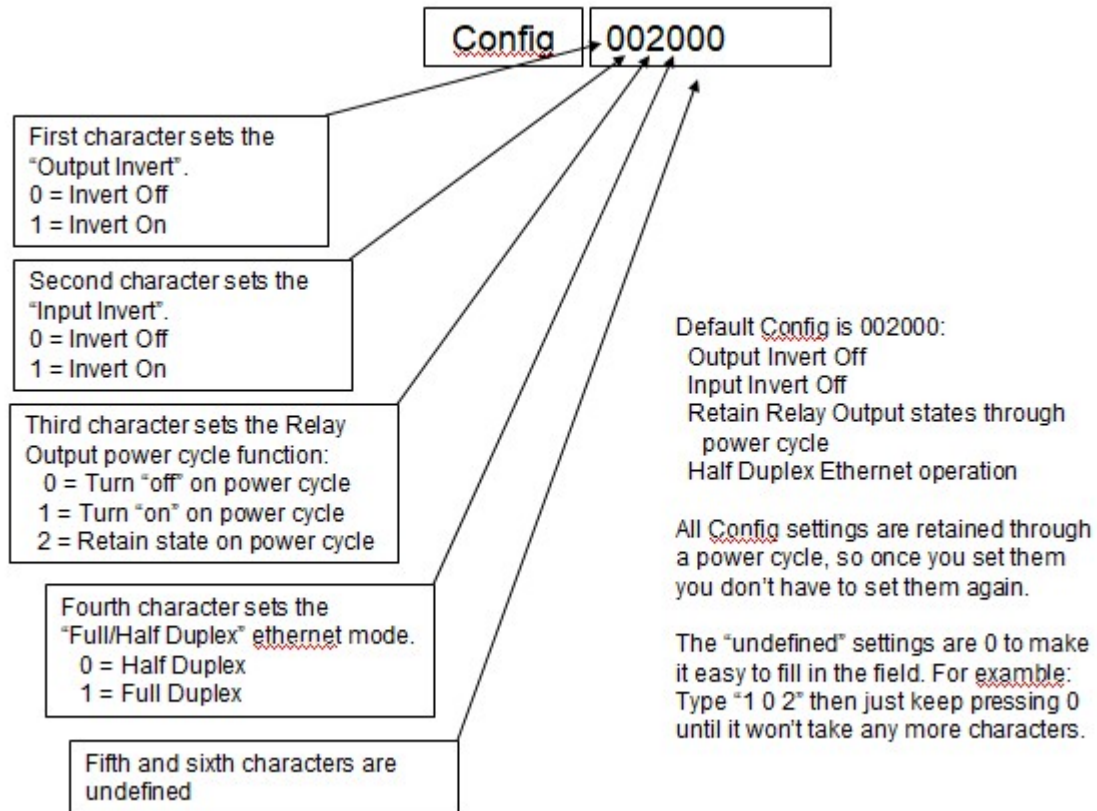 Config 002000
First character sets the
“Output Invert”.
0 = Invert Off
1 = Invert On
Second character sets the
“Input Invert”.
0 = Invert Off
1 = Invert On
Third character sets the Relay
Output power cycle function:
0 = Turn “off” on power cycle
1 = Turn “on” on power cycle
2 = Retain state on power cycle
Fourth character sets the
“Full/Half Duplex” ethernet mode.
0 = Half Duplex
1 = Full Duplex
Fifth and sixth characters are
undefined
Default Config is 002000:
Output Invert Off
Input Invert Off
Retain Relay Output states through
power cycle
Half Duplex Ethernet operation
All Config settings are retained through
a power cycle, so once you set them
you don’t have to set them again.
The “undefined” settings are 0 to make
it easy to fill in the field. For examble:
Type “1 0 2” then just keep pressing 0
until it won’t take any more characters.